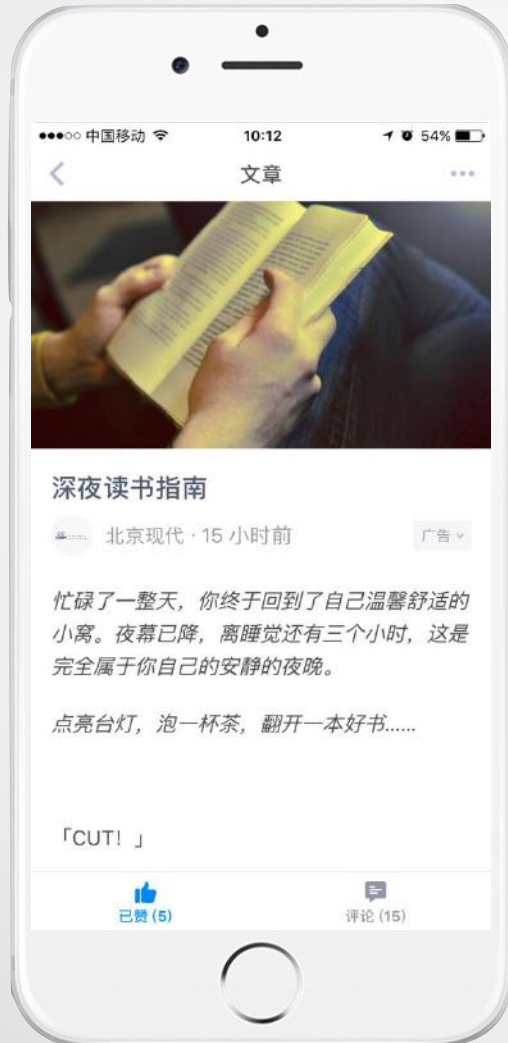 中国移动 10:12 54%
文章
深夜读书指南
北京现代 · 15 小时前 广告
忙碌了一整天，你终于回到了自己温馨舒适的
小窝。夜幕已降，离睡觉还有三个小时，这是
完全属于你自己的安静的夜晚。
点亮台灯，泡一杯茶，翻开一本好书……
「CUT！」
已赞 (5) 评论 (15)